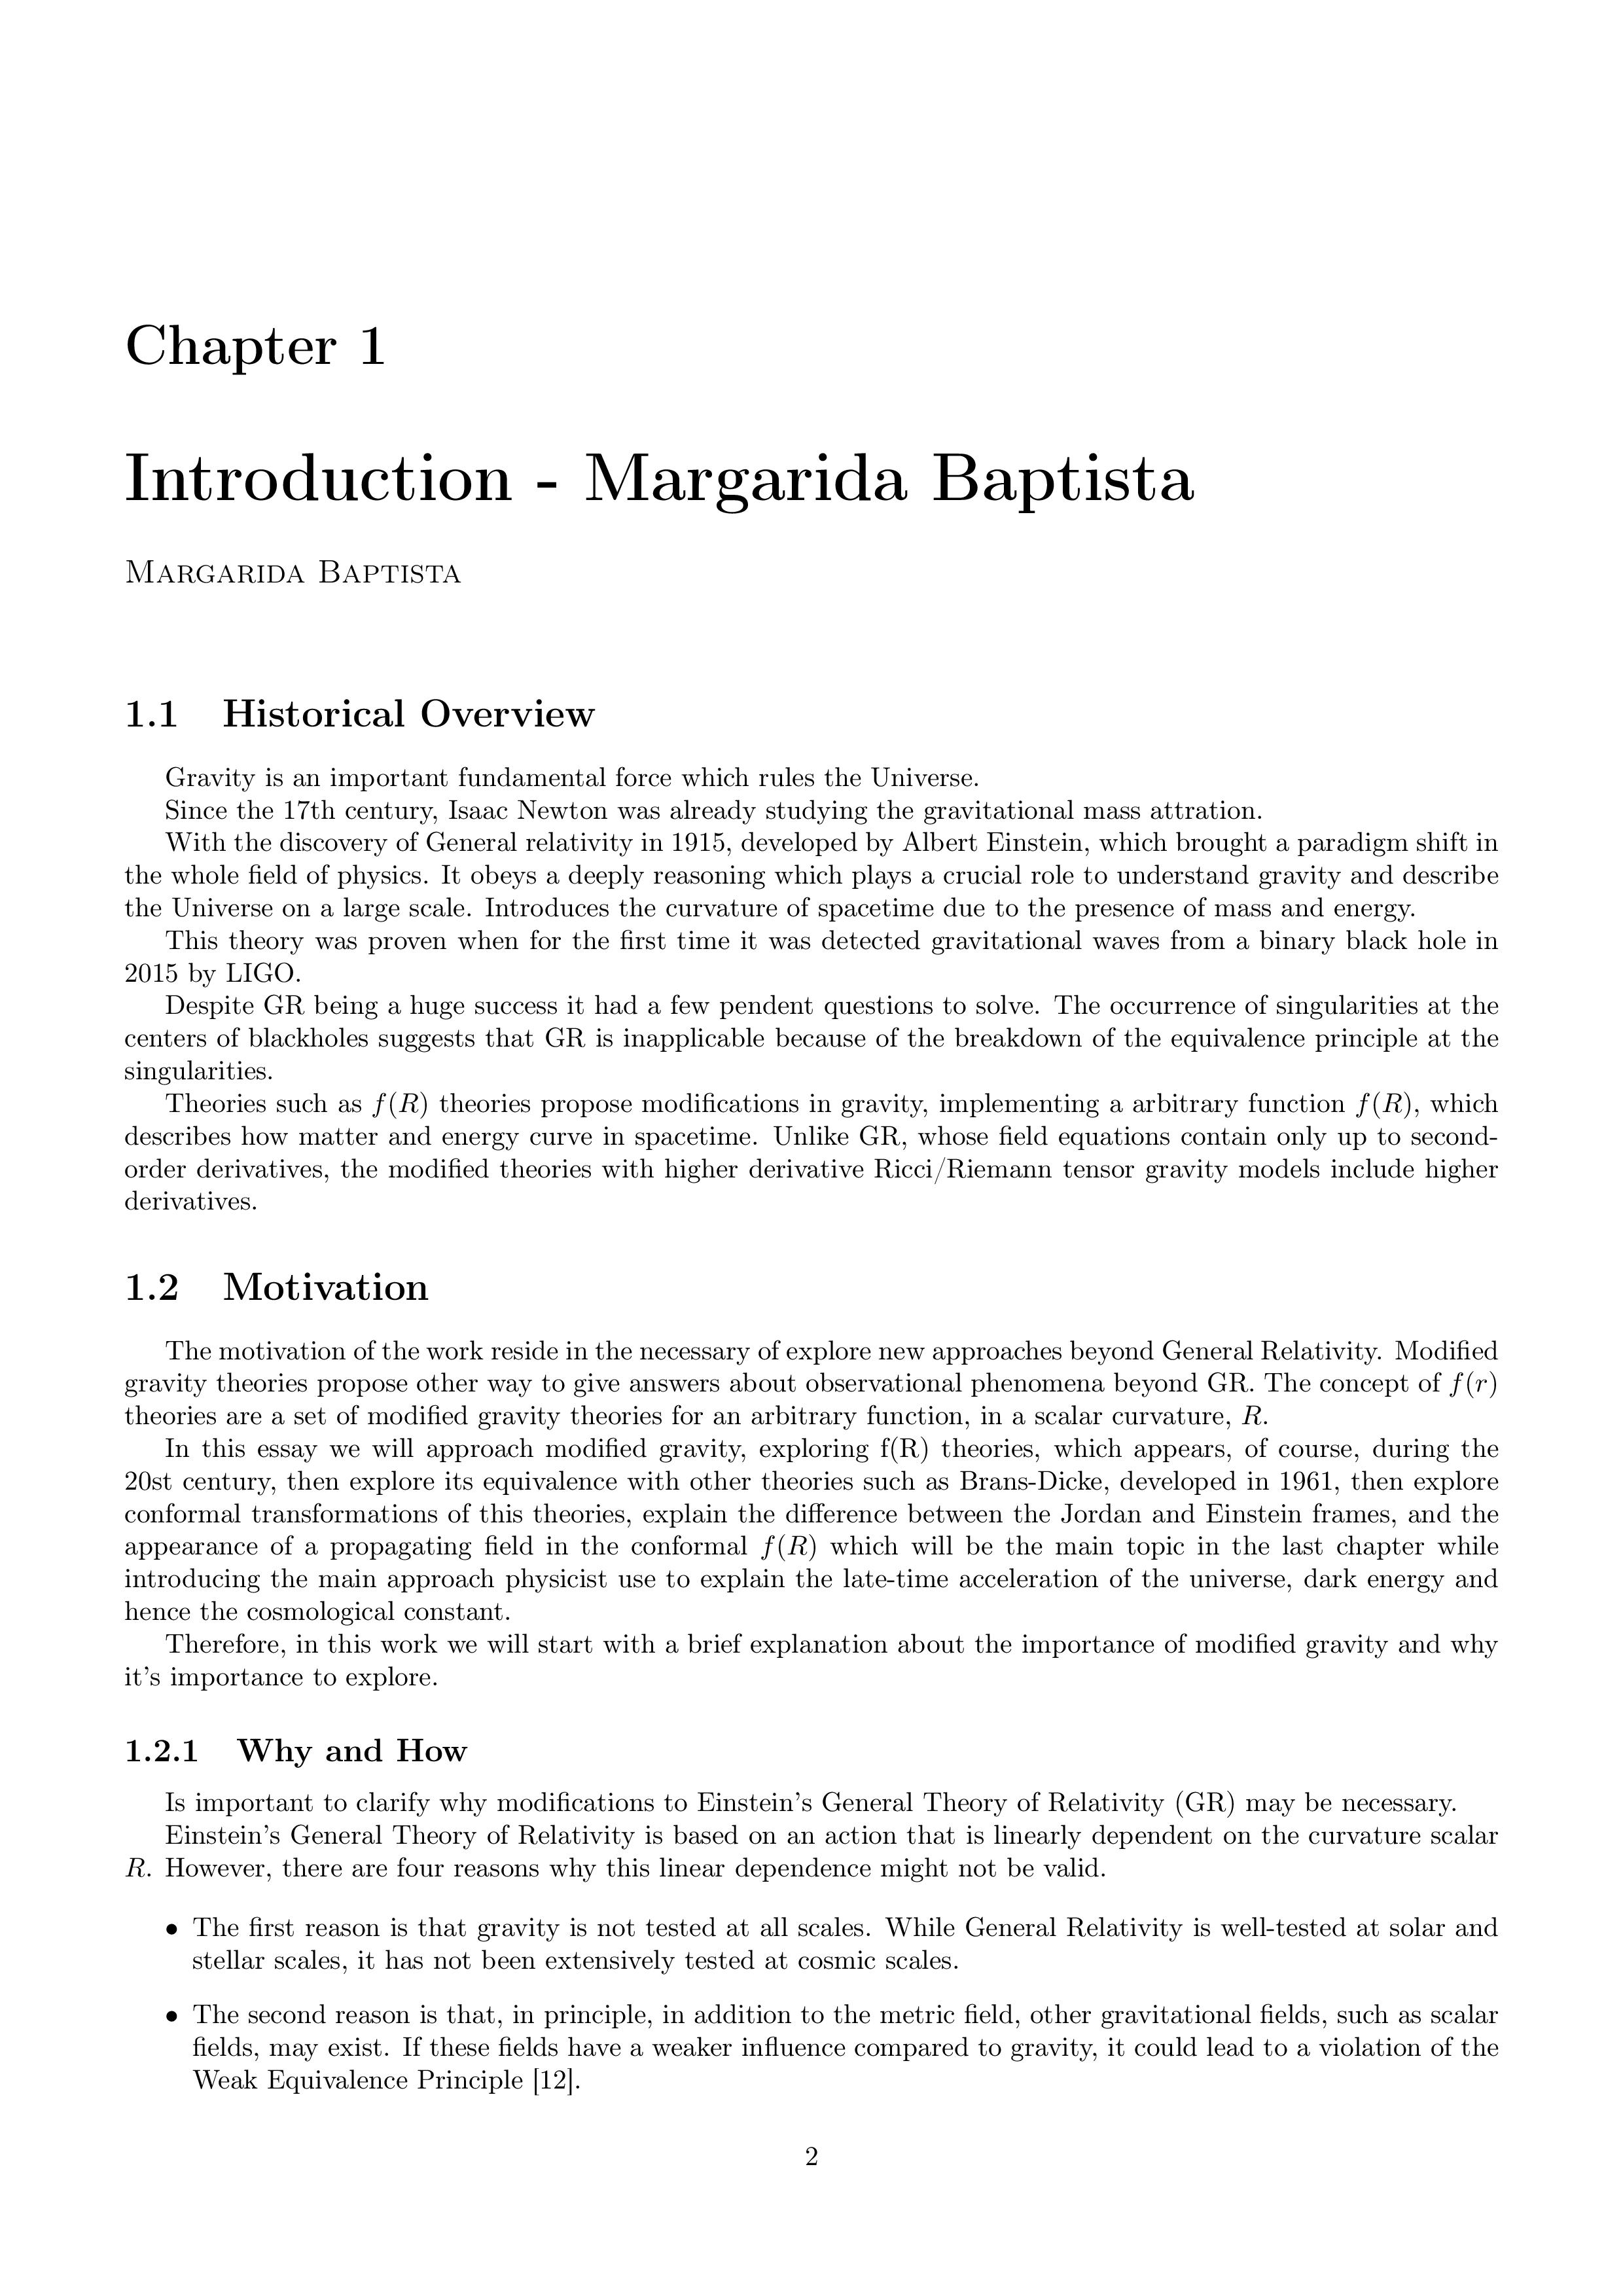 Chapter 1
Introduction - Margarida Baptista
Margarida Baptista
1.1 Historical Overview
Gravity is an important fundamental force which rules the Universe.
Since the 17th century, Isaac Newton was already studying the gravitational mass attration.
With the discovery of General relativity in 1915, developed by Albert Einstein, which brought a paradigm shift in
the whole field of physics. It obeys a deeply reasoning which plays a crucial role to understand gravity and describe
the Universe on a large scale. Introduces the curvature of spacetime due to the presence of mass and energy.
This theory was proven when for the first time it was detected gravitational waves from a binary black hole in
2015 by LIGO.
Despite GR being a huge success it had a few pendent questions to solve. The occurrence of singularities at the
centers of blackholes suggests that GR is inapplicable because of the breakdown of the equivalence principle at the
singularities.
Theories such as f(R) theories propose modifications in gravity, implementing a arbitrary function f(R), which
describes how matter and energy curve in spacetime. Unlike GR, whose field equations contain only up to second-
order derivatives, the modified theories with higher derivative Ricci/Riemann tensor gravity models include higher
derivatives.
1.2 Motivation
The motivation of the work reside in the necessary of explore new approaches beyond General Relativity. Modified
gravity theories propose other way to give answers about observational phenomena beyond GR. The concept of f(r)
theories are a set of modified gravity theories for an arbitrary function, in a scalar curvature, R.
In this essay we will approach modified gravity, exploring f(R) theories, which appears, of course, during the
20st century, then explore its equivalence with other theories such as Brans-Dicke, developed in 1961, then explore
conformal transformations of this theories, explain the difference between the Jordan and Einstein frames, and the
appearance of a propagating field in the conformal f(R) which will be the main topic in the last chapter while
introducing the main approach physicist use to explain the late-time acceleration of the universe, dark energy and
hence the cosmological constant.
Therefore, in this work we will start with a brief explanation about the importance of modified gravity and why
it's importance to explore.
1.2.1 Why and How
Is important to clarify why modifications to Einstein's General Theory of Relativity (GR) may be necessary.
Einstein's General Theory of Relativity is based on an action that is linearly dependent on the curvature scalar
R. However, there are four reasons why this linear dependence might not be valid.
• The first reason is that gravity is not tested at all scales. While General Relativity is well-tested at solar and
stellar scales, it has not been extensively tested at cosmic scales.
• The second reason is that, in principle, in addition to the metric field, other gravitational fields, such as scalar
fields, may exist. If these fields have a weaker influence compared to gravity, it could lead to a violation of the
Weak Equivalence Principle [12].
2